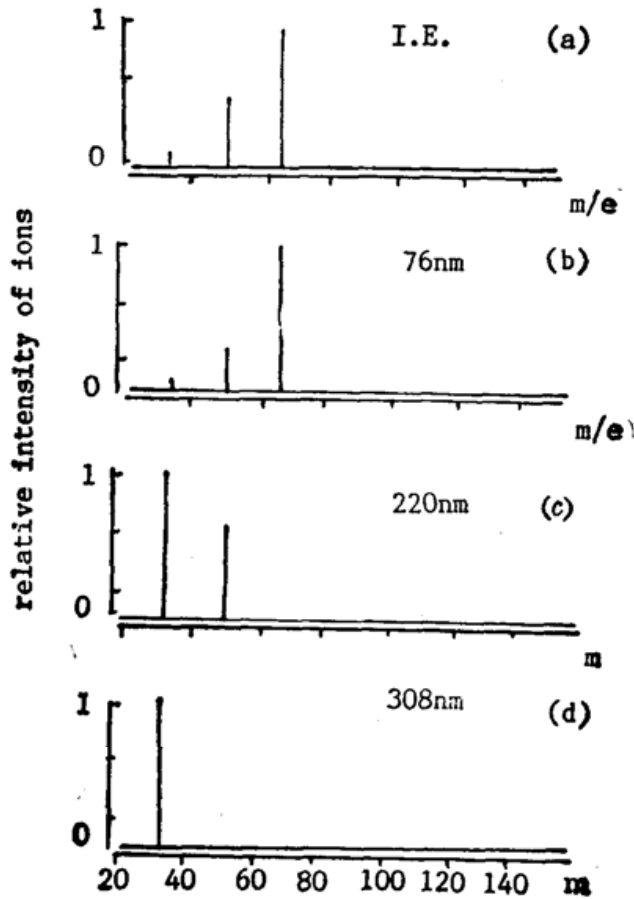 relative intensity of ions
1
I.E. (a)
0
m/e
1
76nm (b)
0
m/e
1
220nm (c)
0
m
1
308nm (d)
0
20 40 60 80 100 120 140 m